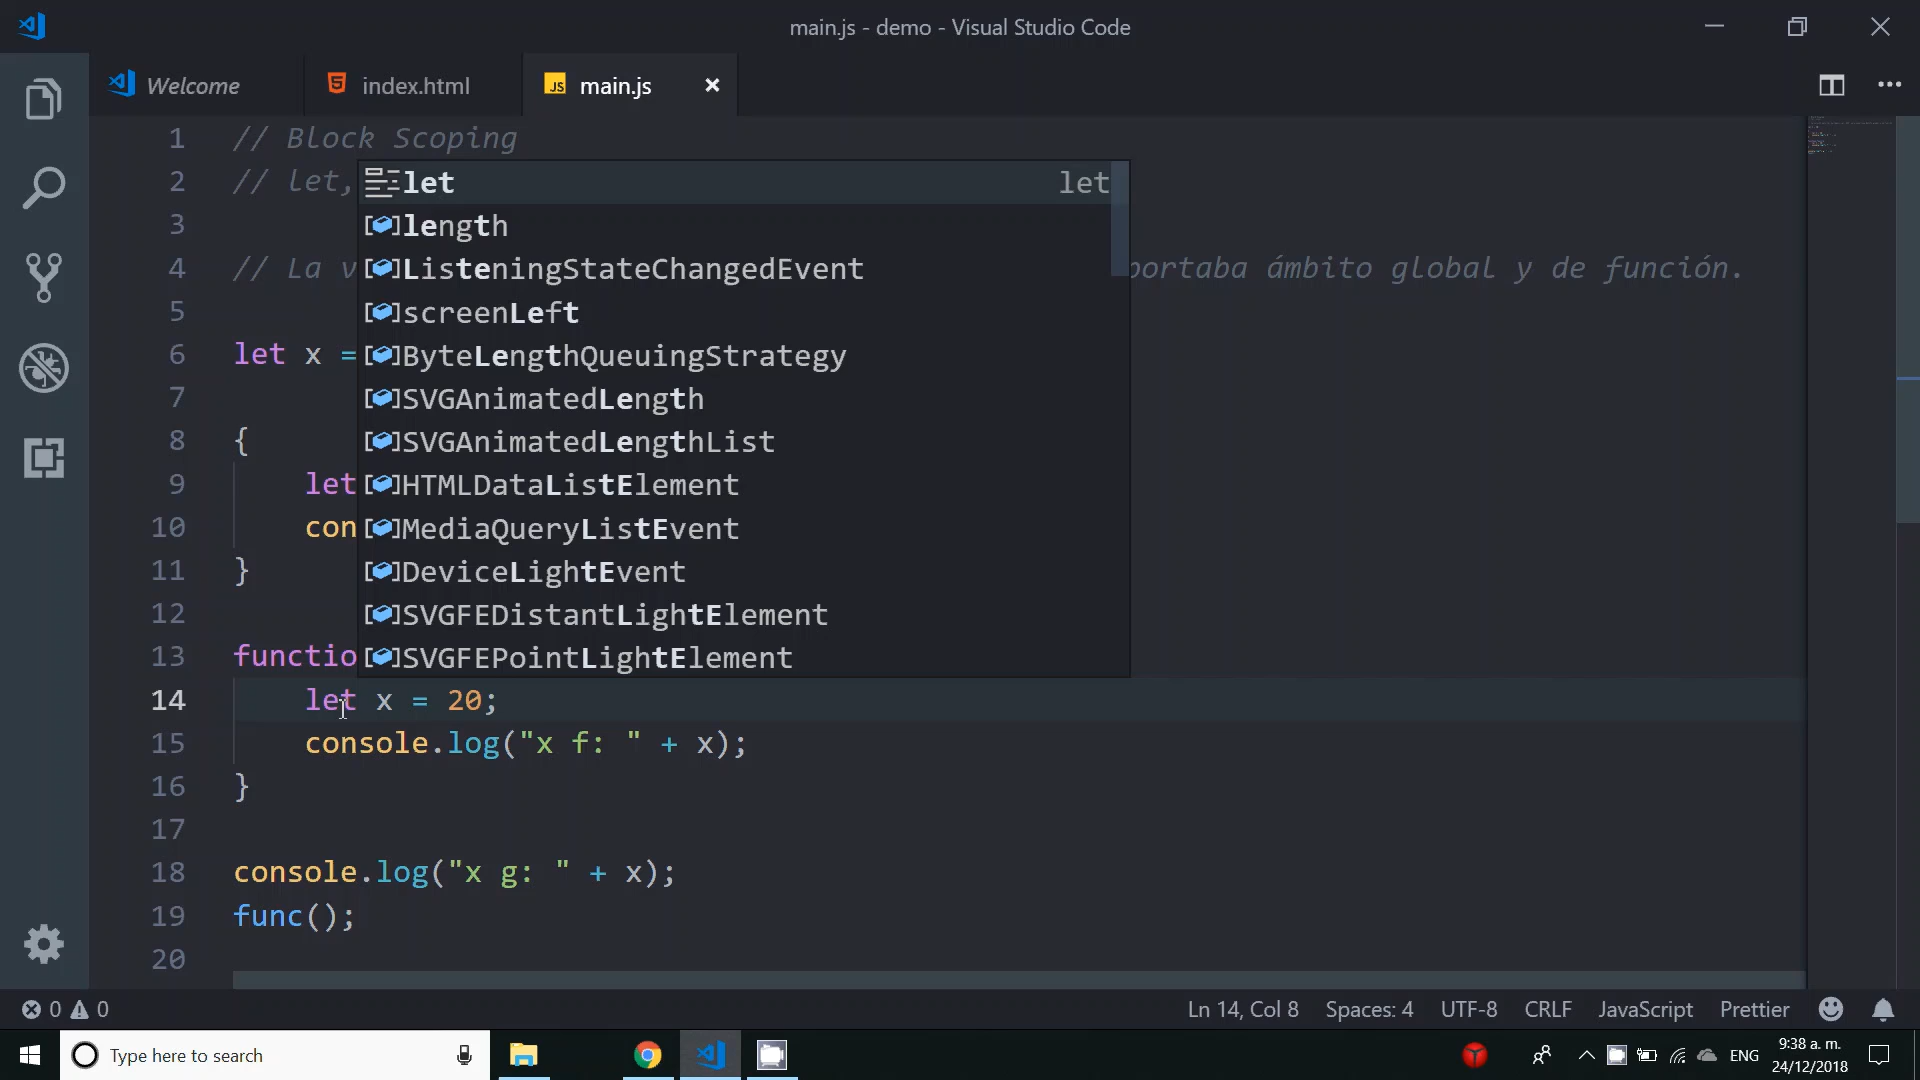 main.js - demo - Visual Studio Code
Welcome
index.html
JS main.js
1 // Block Scoping
2 // let,
3
4 // La v portaba ámbito global y de función.
5
6 let x =
7
8 {
9 let
10 con
11 }
12
13 functio
14 let x = 20;
15 console.log("x f: " + x);
16 }
17
18 console.log("x g: " + x);
19 func();
20
let let
length
ListeningStateChangedEvent
screenLeft
ByteLengthQueuingStrategy
SVGAnimatedLength
SVGAnimatedLengthList
HTMLDataListElement
MediaQueryListEvent
DeviceLightEvent
SVGFEDistantLightElement
SVGFEPointLightElement
0 0 Ln 14, Col 8 Spaces: 4 UTF-8 CRLF JavaScript Prettier
Type here to search
ENG
9:38 a. m.
24/12/2018